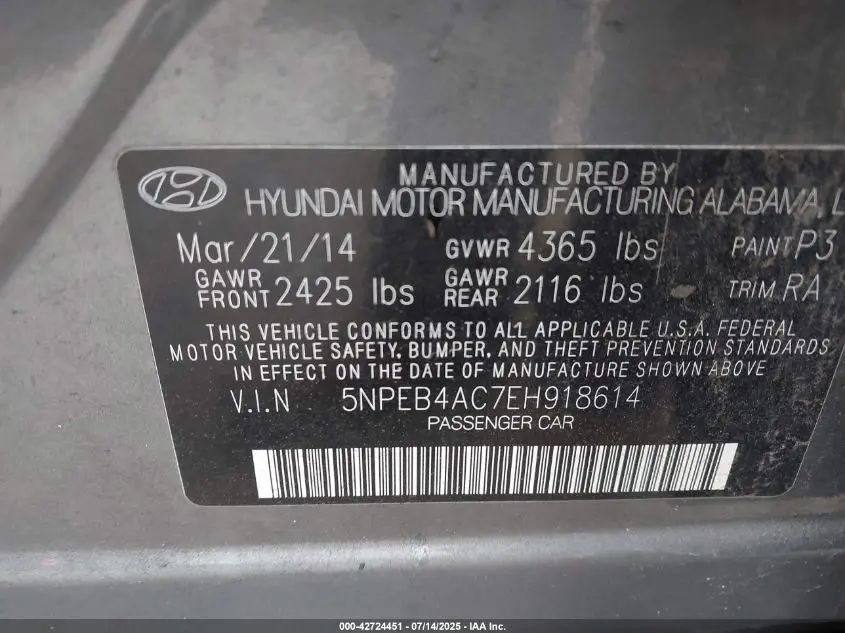 MANUFACTURED BY
HYUNDAI MOTOR MANUFACTURING ALABAMA, L
Mar/21/14 GVWR 4365 lbs PAINT P3
GAWR FRONT 2425 lbs GAWR REAR 2116 lbs TRIM RA
THIS VEHICLE CONFORMS TO ALL APPLICABLE U.S.A. FEDERAL
MOTOR VEHICLE SAFETY, BUMPER, AND THEFT PREVENTION STANDARDS
IN EFFECT ON THE DATE OF MANUFACTURE SHOWN ABOVE
V.I.N 5NPEB4AC7EH918614
PASSENGER CAR
000-42724451 - 07/14/2025 - IAA Inc.